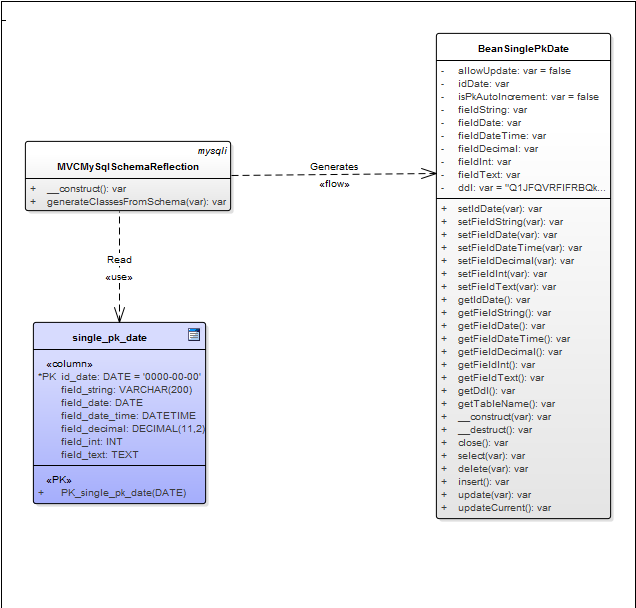 mysqli
MVCMySqlSchemaReflection
+ __construct(): var
+ generateClassesFromSchema(var): var
Generates
«flow»
Read
«use»
single_pk_date
«column»
*PK id_date: DATE = '0000-00-00'
field_string: VARCHAR(200)
field_date: DATE
field_date_time: DATETIME
field_decimal: DECIMAL(11,2)
field_int: INT
field_text: TEXT
«PK»
+ PK_single_pk_date(DATE)
BeanSinglePkDate
- allowUpdate: var = false
- idDate: var
- isPkAutoIncrement: var = false
- fieldString: var
- fieldDate: var
- fieldDateTime: var
- fieldDecimal: var
- fieldInt: var
- fieldText: var
- ddl: var = "Q1JFQVRFIFRBQk...
+ setIdDate(var): var
+ setFieldString(var): var
+ setFieldDate(var): var
+ setFieldDateTime(var): var
+ setFieldDecimal(var): var
+ setFieldInt(var): var
+ setFieldText(var): var
+ getIdDate(): var
+ getFieldString(): var
+ getFieldDate(): var
+ getFieldDateTime(): var
+ getFieldDecimal(): var
+ getFieldInt(): var
+ getFieldText(): var
+ getDdl(): var
+ getTableName(): var
+ __construct(var): var
+ __destruct(): var
+ close(): var
+ select(var): var
+ delete(var): var
+ insert(): var
+ update(var): var
+ updateCurrent(): var